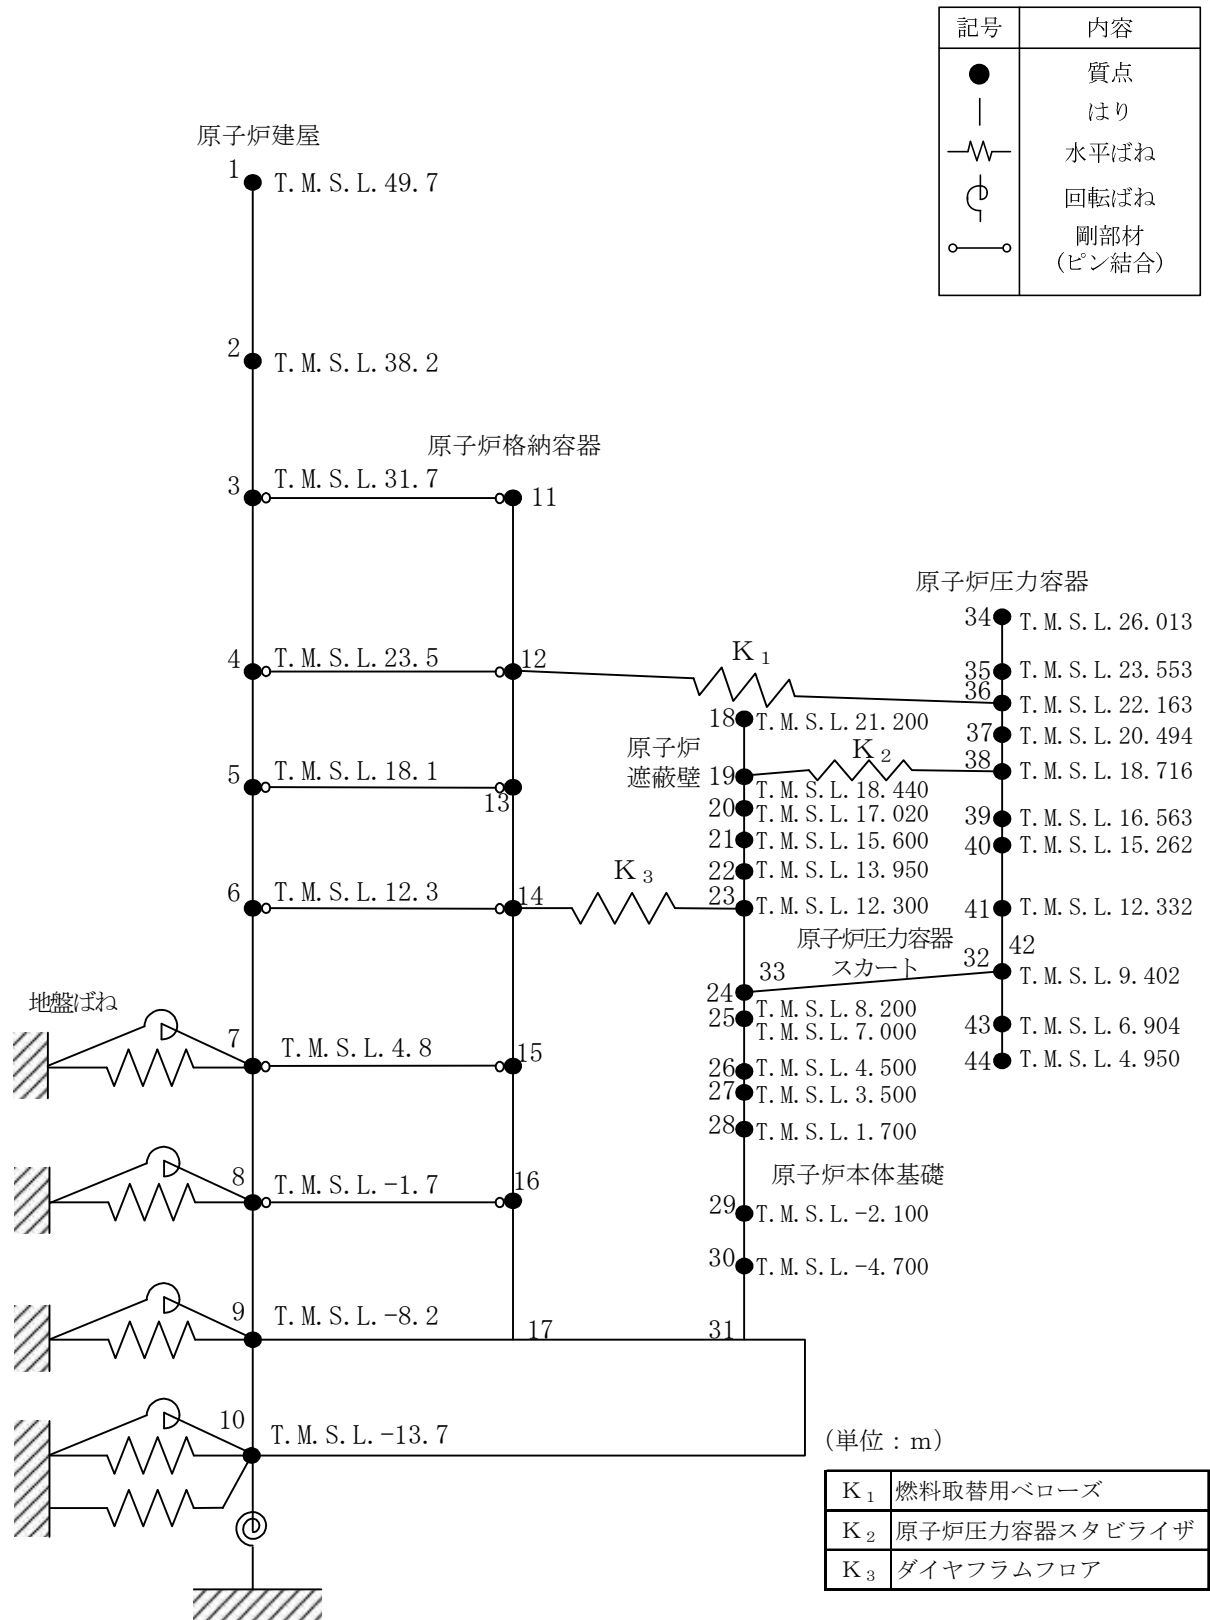 記号 内容
質点
はり
水平ばね
回転ばね
剛部材
(ピン結合)
原子炉建屋
1 T.M.S.L.49.7
2 T.M.S.L.38.2
原子炉格納容器
3 T.M.S.L.31.7 11
原子炉圧力容器
34 T.M.S.L.26.013
4 T.M.S.L.23.5 12
K₁
35 T.M.S.L.23.553
36 T.M.S.L.22.163
18 T.M.S.L.21.200
37 T.M.S.L.20.494
原子炉
遮蔽壁
K₂
5 T.M.S.L.18.1 13
19 T.M.S.L.18.440
38 T.M.S.L.18.716
20 T.M.S.L.17.020
39 T.M.S.L.16.563
21 T.M.S.L.15.600
40 T.M.S.L.15.262
22 T.M.S.L.13.950
6 T.M.S.L.12.3 14
K₃
23 T.M.S.L.12.300
41 T.M.S.L.12.332
原子炉圧力容器
スカート
33
32 42
T.M.S.L.9.402
24 T.M.S.L.8.200
25 T.M.S.L.7.000
43 T.M.S.L.6.904
地盤ばね
7 T.M.S.L.4.8 15
26 T.M.S.L.4.500
44 T.M.S.L.4.950
27 T.M.S.L.3.500
28 T.M.S.L.1.700
原子炉本体基礎
8 T.M.S.L.-1.7 16
29 T.M.S.L.-2.100
30 T.M.S.L.-4.700
9 T.M.S.L.-8.2 17 31
10 T.M.S.L.-13.7
(単位：m)
K₁ 燃料取替用ベローズ
K₂ 原子炉圧力容器スタビライザ
K₃ ダイヤフラムフロア